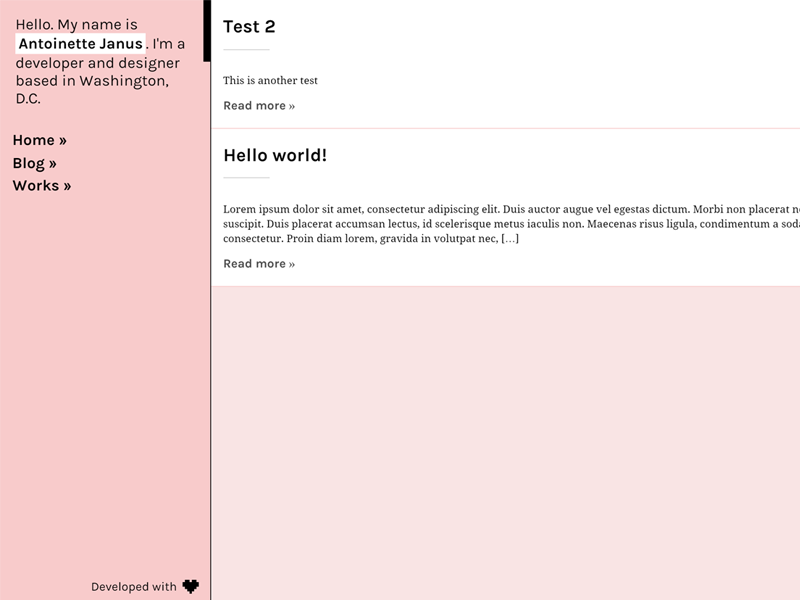 Hello. My name is
Antoinette Janus. I'm a
developer and designer
based in Washington,
D.C.
Home »
Blog »
Works »
Developed with
Test 2
This is another test
Read more »
Hello world!
Lorem ipsum dolor sit amet, consectetur adipiscing elit. Duis auctor augue vel egestas dictum. Morbi non placerat
suscipit. Duis placerat accumsan lectus, id scelerisque metus iaculis non. Maecenas risus ligula, condimentum a
consectetur. Proin diam lorem, gravida in volutpat nec, […]
Read more »